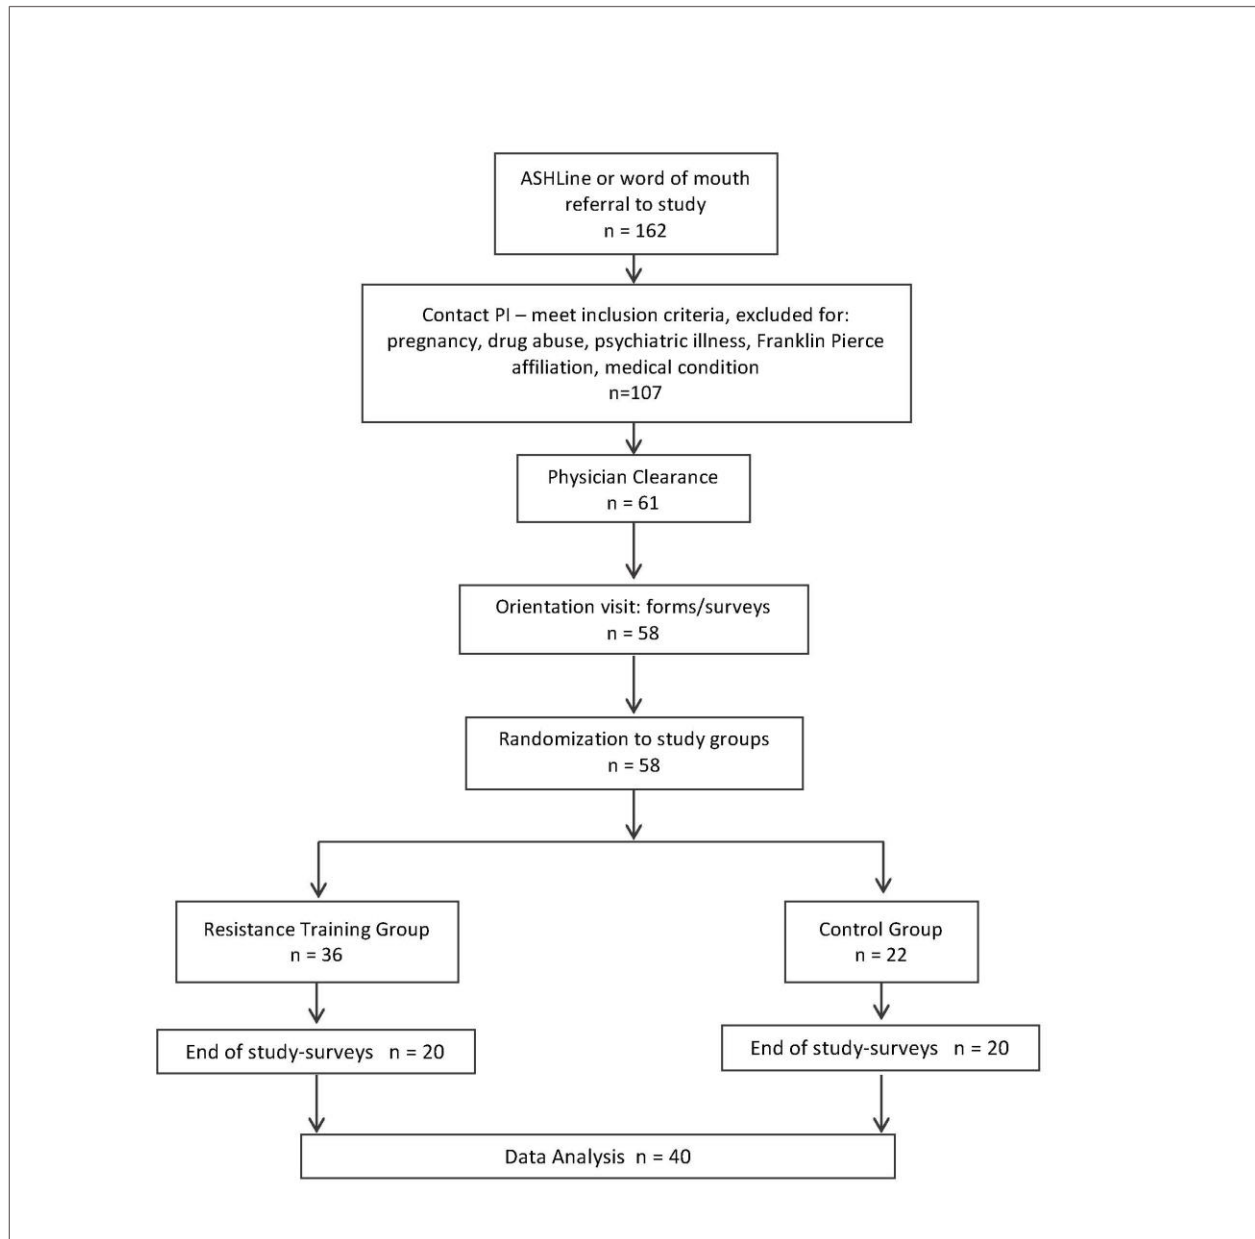 ASHLine or word of mouth
referral to study
n = 162
Contact PI – meet inclusion criteria, excluded for:
pregnancy, drug abuse, psychiatric illness, Franklin Pierce
affiliation, medical condition
n=107
Physician Clearance
n = 61
Orientation visit: forms/surveys
n = 58
Randomization to study groups
n = 58
Resistance Training Group
n = 36
Control Group
n = 22
End of study-surveys n = 20
End of study-surveys n = 20
Data Analysis n = 40